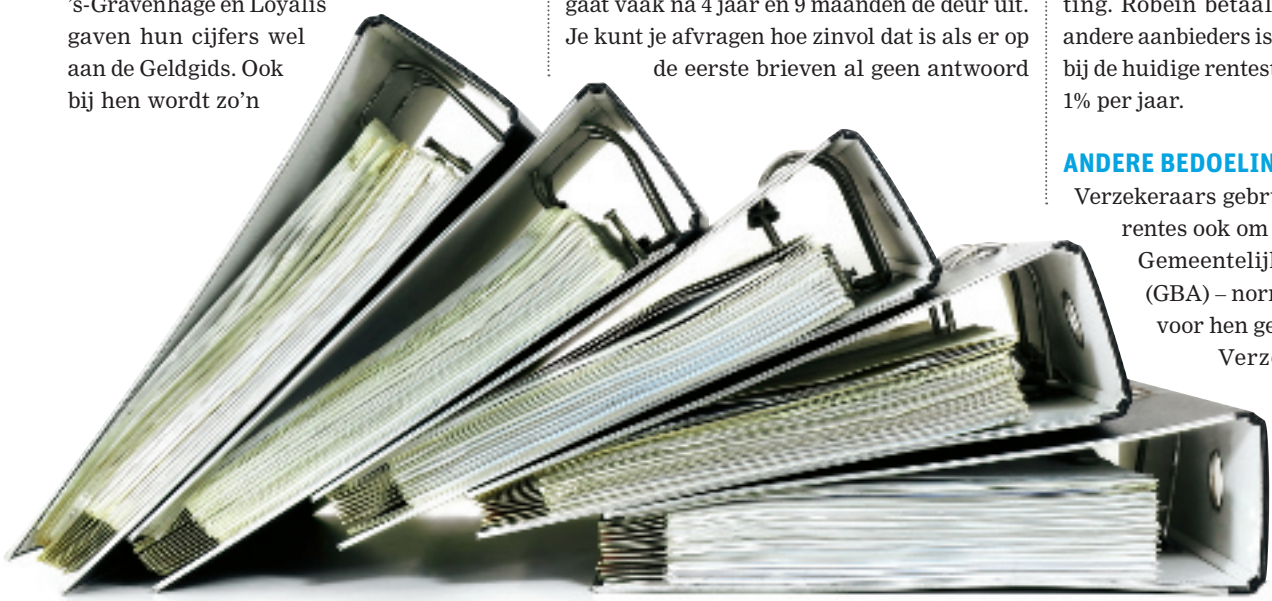 's-Gravenhage en Loyalis
gaven hun cijfers wel
aan de Geldgids. Ook
bij hen wordt zo'n
gaat vaak na 4 jaar en 9 maanden de deur uit.
Je kunt je afvragen hoe zinvol dat is als er op
de eerste brieven al geen antwoord
ting. Robein betaal
andere aanbieders is
bij de huidige rentest
1% per jaar.
ANDERE BEDOELIN
Verzekeraars gebru
rentes ook om
Gemeentelijk
(GBA) – norm
voor hen ge
Verze